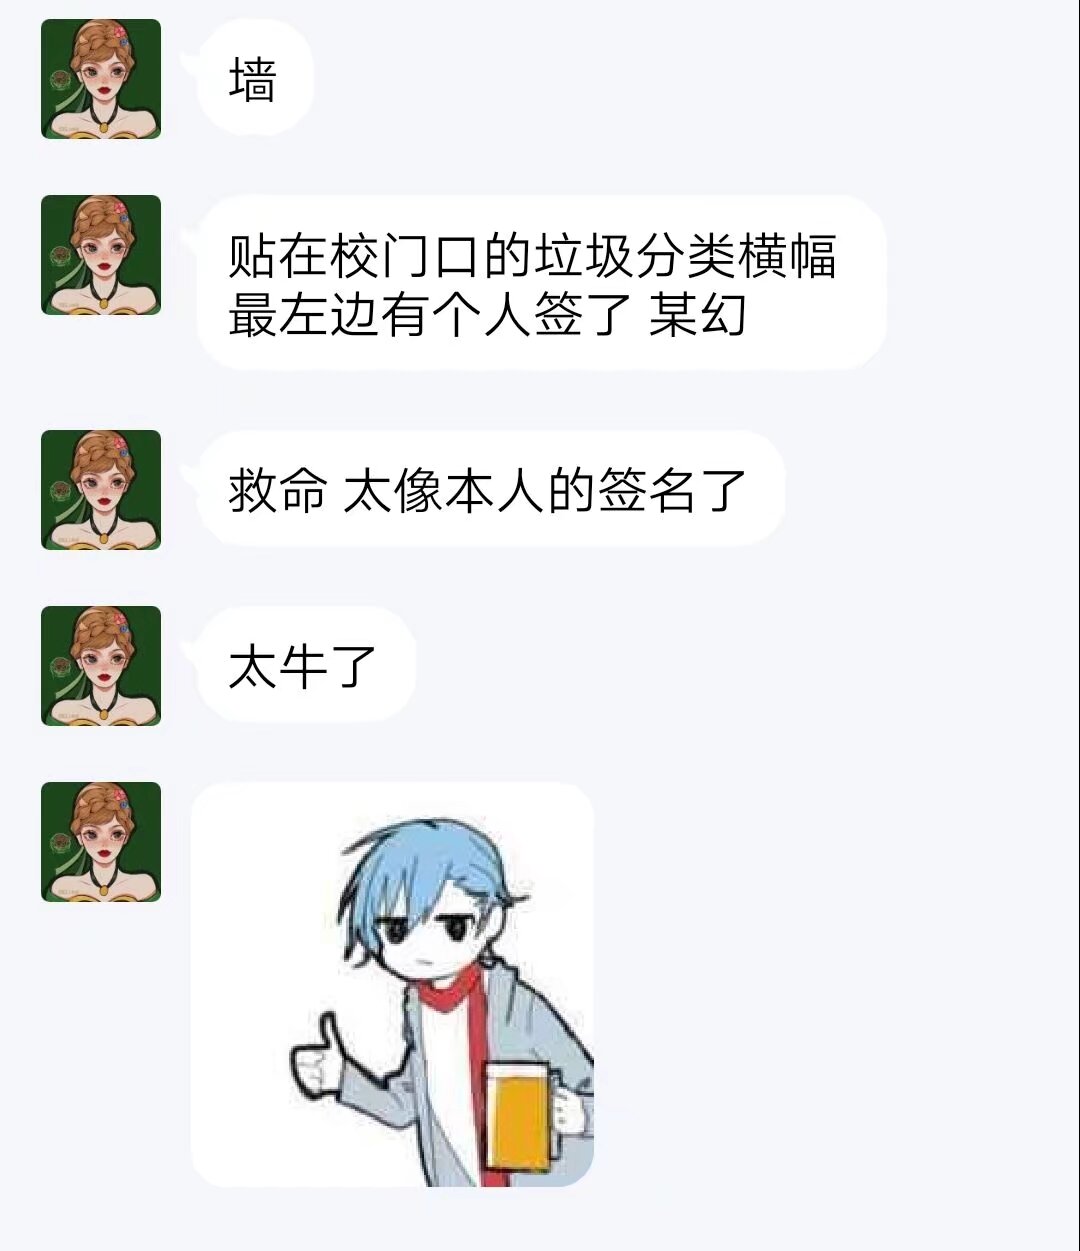 墙
贴在校门口的垃圾分类横幅
最左边有个人签了 某幻
救命 太像本人的签名了
太牛了